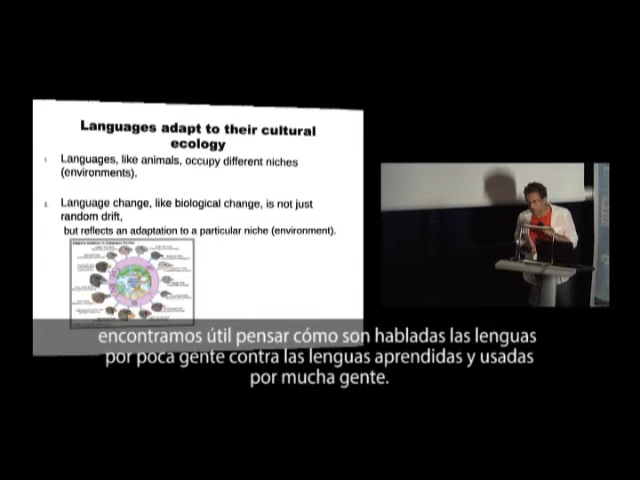 Languages adapt to their cultural
ecology
1. Languages, like animals, occupy different niches
(environments).
2. Language change, like biological change, is not just
random drift,
but reflects an adaptation to a particular niche (environment).
encontramos útil pensar cómo son habladas las lenguas
por poca gente contra las lenguas aprendidas y usadas
por mucha gente.